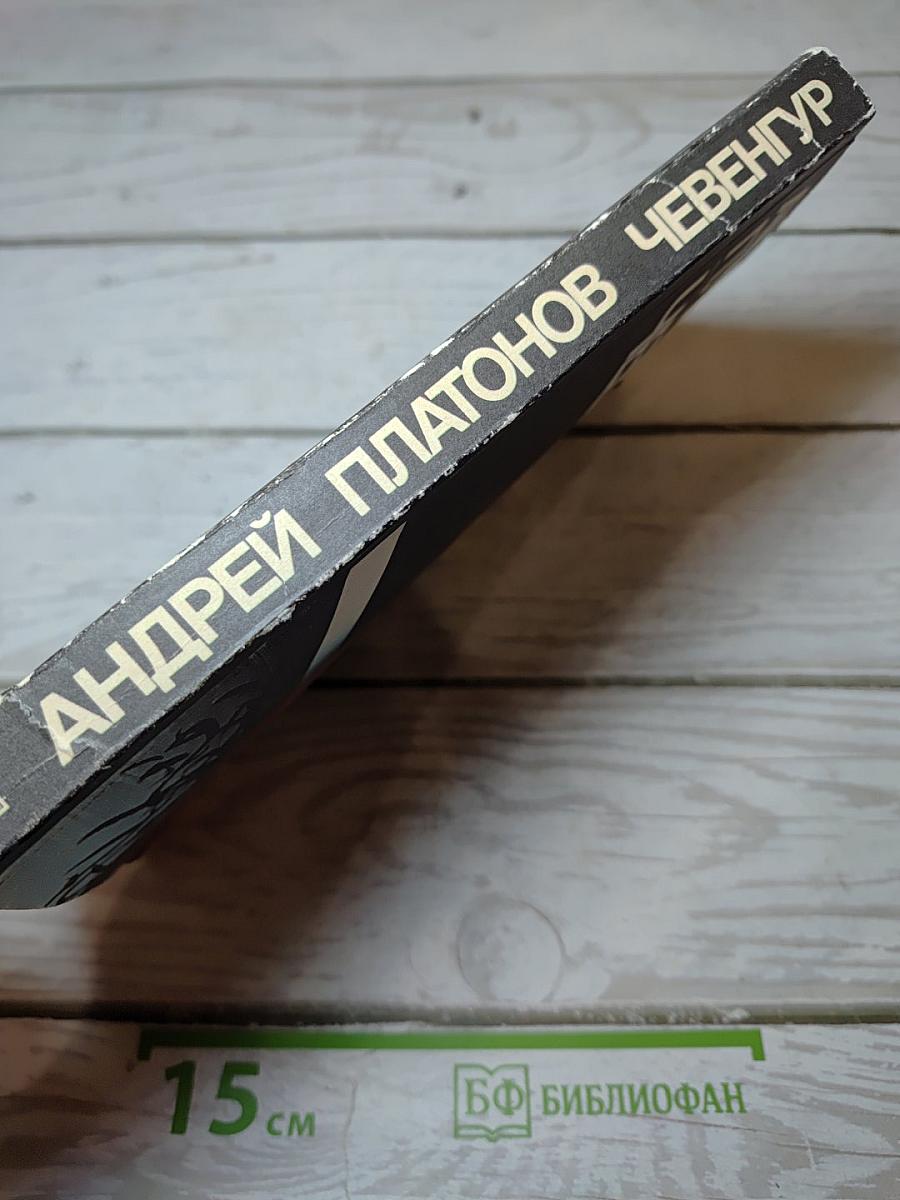 АНДРЕЙ ПЛАТОНОВ ЧЕВЕНГУР
15 см
БФ БИБЛИОФАН